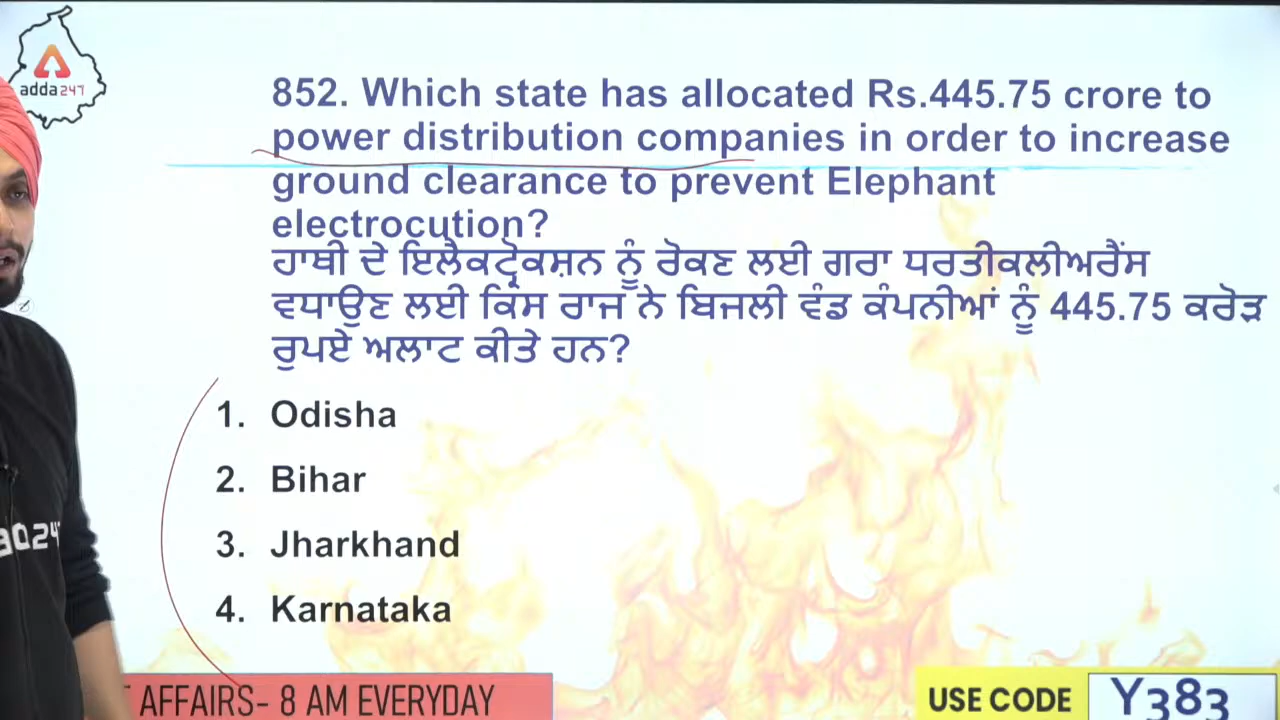 adda247
852. Which state has allocated Rs.445.75 crore to
power distribution companies in order to increase
ground clearance to prevent Elephant
electrocution?
ਹਾਥੀ ਦੇ ਇਲੈਕਟ੍ਰੋਕਸ਼ਨ ਨੂੰ ਰੋਕਣ ਲਈ ਗਰਾ ਧਰਤੀਕਲੀਅਰੈਂਸ
ਵਧਾਉਣ ਲਈ ਕਿਸ ਰਾਜ ਨੇ ਬਿਜਲੀ ਵੰਡ ਕੰਪਨੀਆਂ ਨੂੰ 445.75 ਕਰੋੜ
ਰੁਪਏ ਅਲਾਟ ਕੀਤੇ ਹਨ?
1. Odisha
2. Bihar
3. Jharkhand
4. Karnataka
AFFAIRS- 8 AM EVERYDAY
USE CODE
Y383